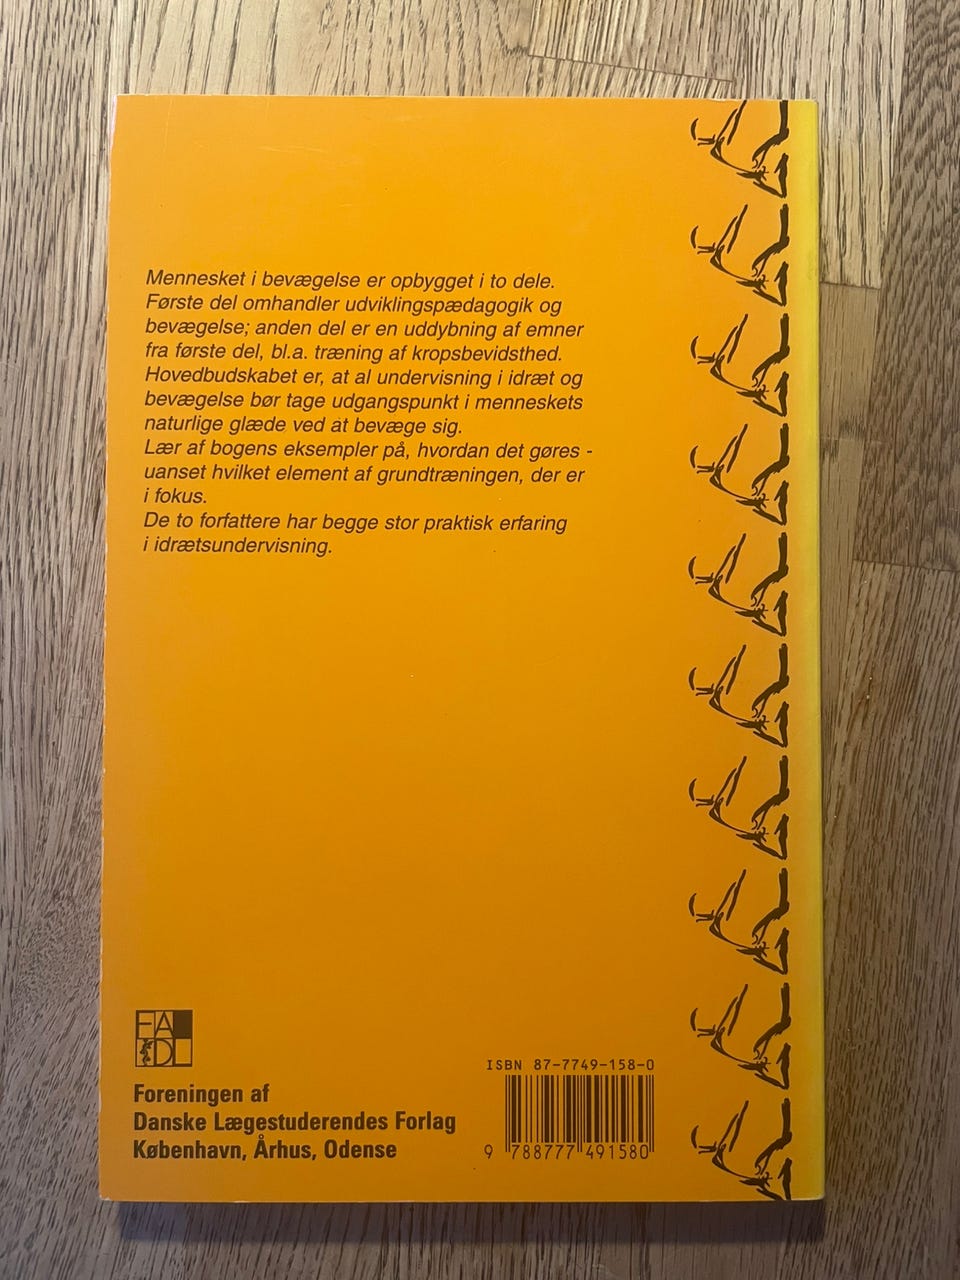 Mennesket i bevægelse er opbygget i to dele.
Første del omhandler udviklingspædagogik og
bevægelse; anden del er en uddybning af emner
fra første del, bl.a. træning af kropsbevidsthed.
Hovedbudskabet er, at al undervisning i idræt og
bevægelse bør tage udgangspunkt i menneskets
naturlige glæde ved at bevæge sig.
Lær af bogens eksempler på, hvordan det gøres -
uanset hvilket element af grundtræningen, der er
i fokus.
De to forfattere har begge stor praktisk erfaring
i idrætsundervisning.
FA
DL
Foreningen af
Danske Lægestuderendes Forlag
København, Århus, Odense
ISBN 87-7749-158-0
9 788777 491580